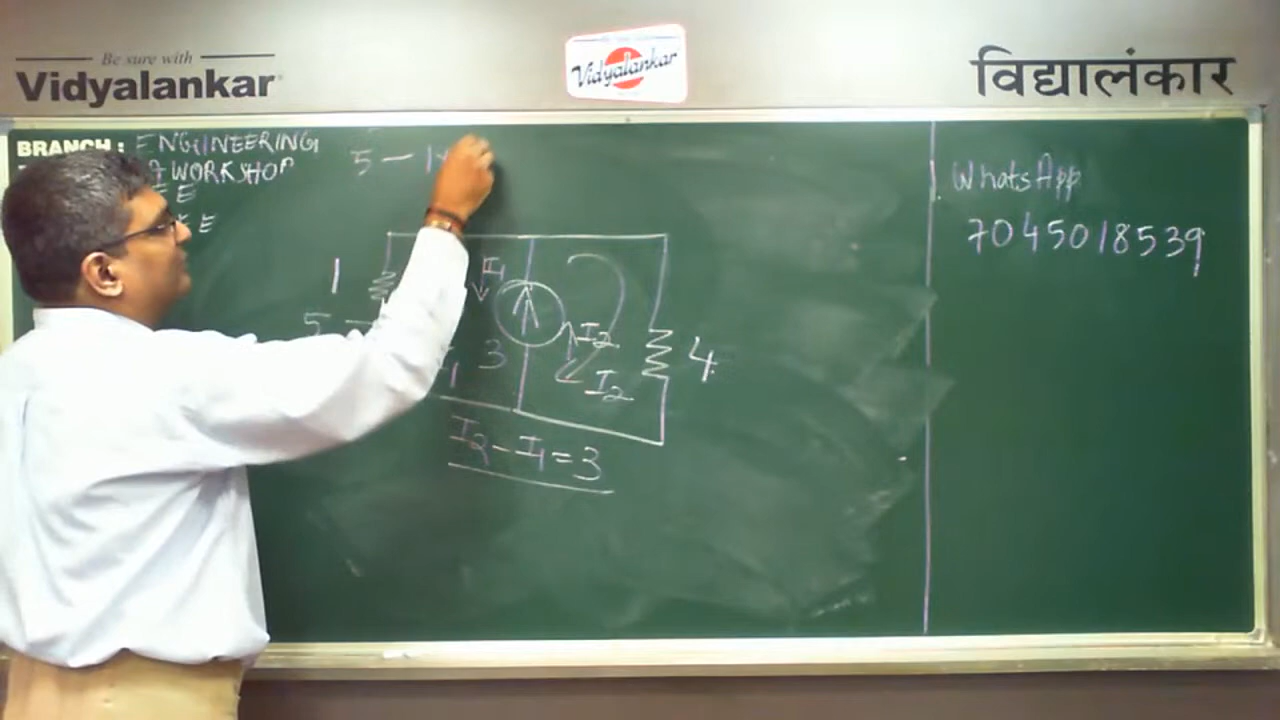 Be sure with
Vidyalankar
Vidyalankar
विद्यालंकार
BRANCH : ENGINEERING
WORKSHOP
E E
E E
5 - 1
WhatsApp
7045018539
1
I1
5
3
I2
I2
4
I2 - I1 = 3